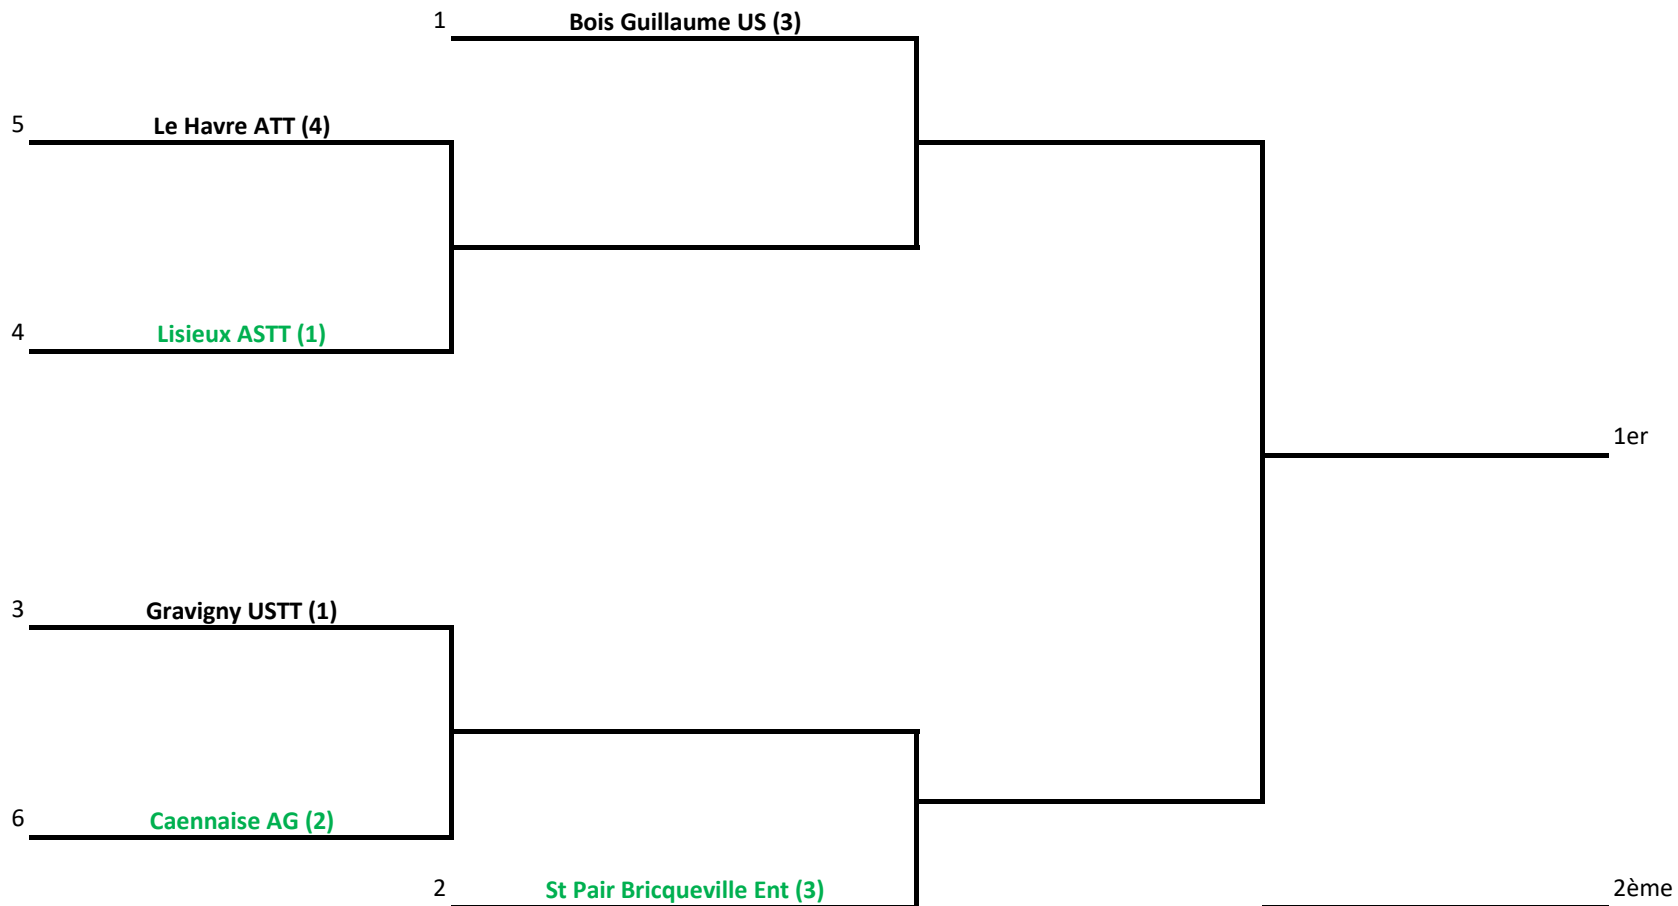 1 Bois Guillaume US (3)
5 Le Havre ATT (4)
4 Lisieux ASTT (1)
1er
3 Gravigny USTT (1)
6 Caennaise AG (2)
2 St Pair Bricqueville Ent (3) 2ème